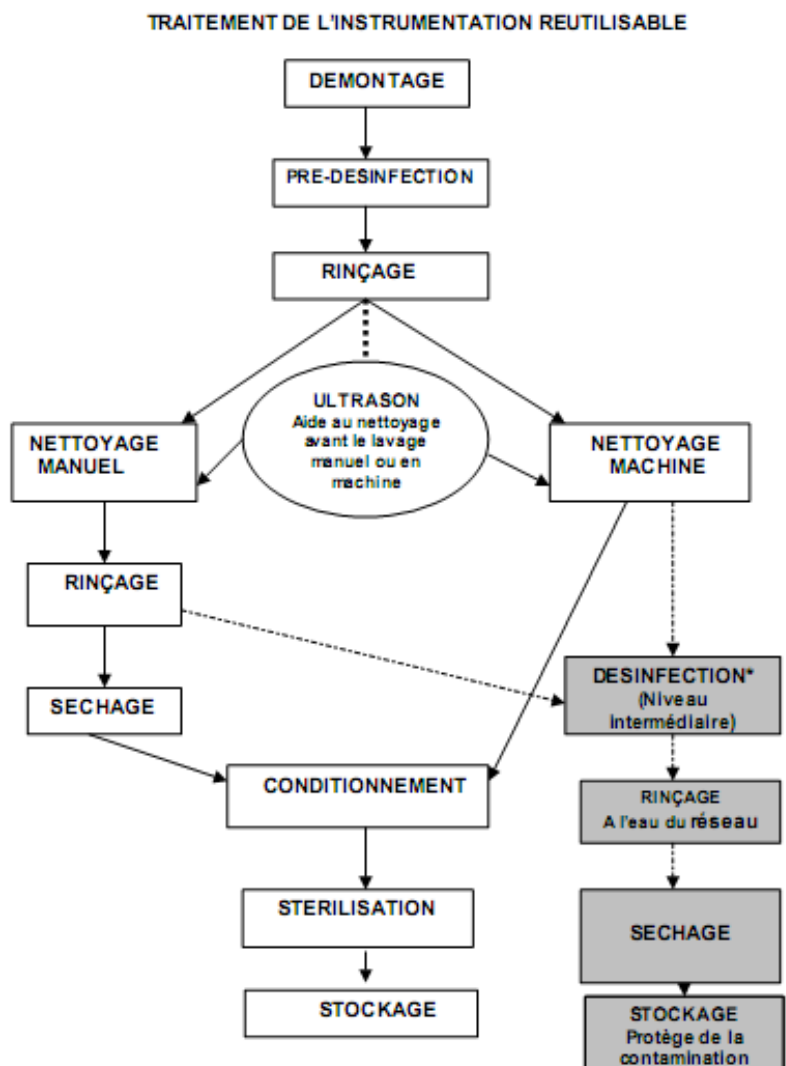 TRAITEMENT DE L'INSTRUMENTATION REUTILISABLE
DEMONTAGE
PRE-DESINFECTION
RINÇAGE
ULTRASON
Aide au nettoyage
avant le lavage
manuel ou en
machine
NETTOYAGE
MANUEL
NETTOYAGE
MACHINE
RINÇAGE
SECHAGE
DESINFECTION*
(Niveau
intermédiaire)
CONDITIONNEMENT
RINÇAGE
A l'eau du réseau
STERILISATION
SECHAGE
STOCKAGE
STOCKAGE
Protège de la
contamination